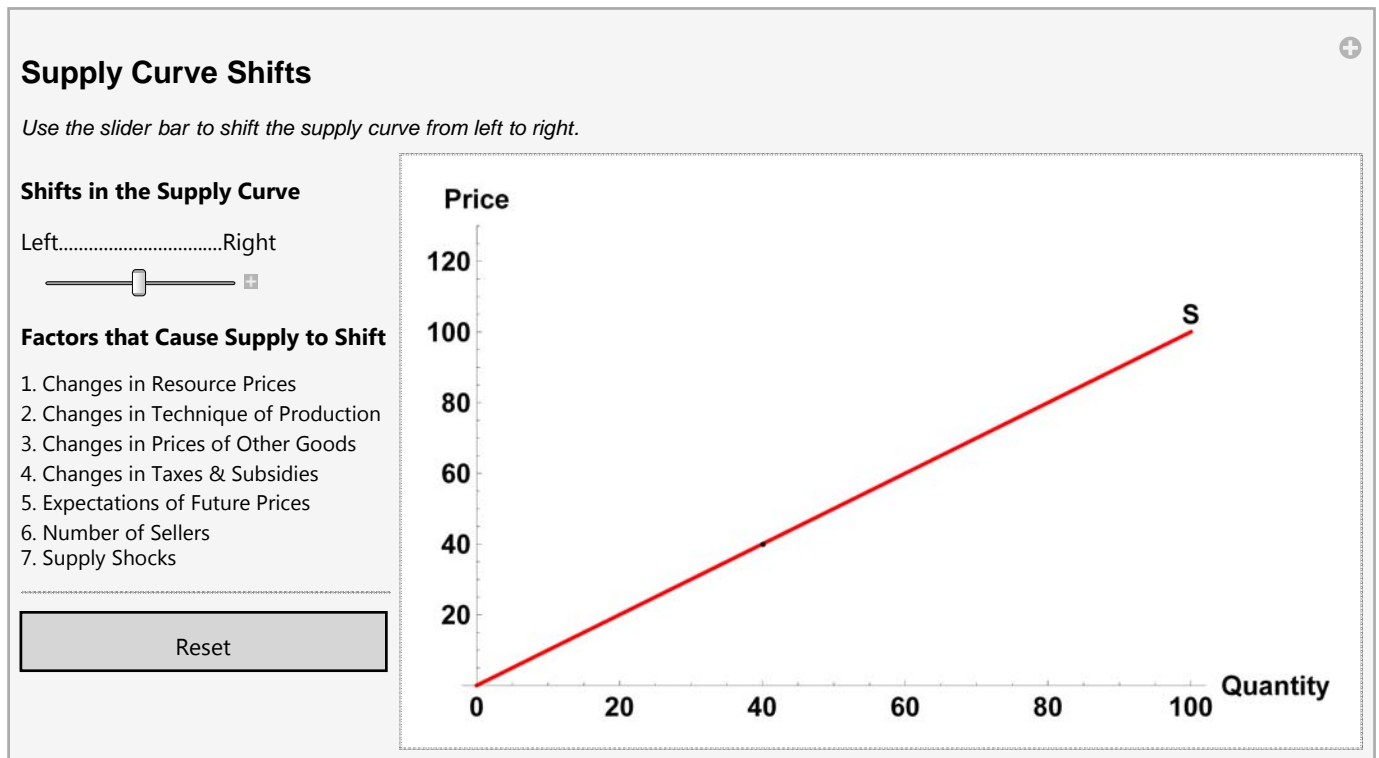 Supply Curve Shifts
Use the slider bar to shift the supply curve from left to right.
Shifts in the Supply Curve
Left................................Right
Factors that Cause Supply to Shift
1. Changes in Resource Prices
2. Changes in Technique of Production
3. Changes in Prices of Other Goods
4. Changes in Taxes & Subsidies
5. Expectations of Future Prices
6. Number of Sellers
7. Supply Shocks
Reset
Price
120
100
80
60
40
20
S
0 20 40 60 80 100
Quantity